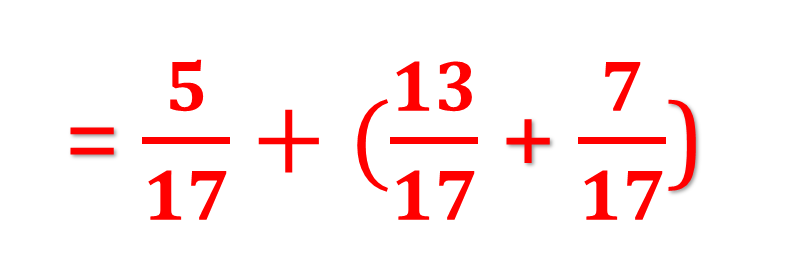 = 5/17 + (13/17 + 7/17)